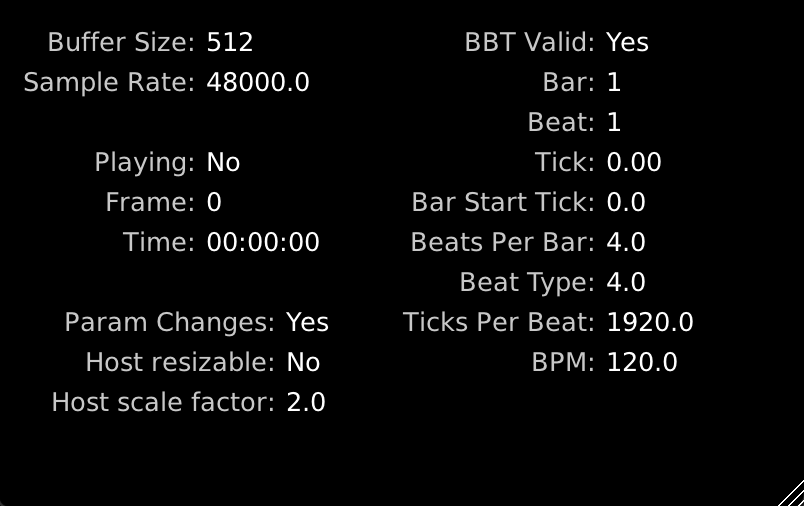 Buffer Size: 512
Sample Rate: 48000.0
Playing: No
Frame: 0
Time: 00:00:00
Param Changes: Yes
Host resizable: No
Host scale factor: 2.0
BBT Valid: Yes
Bar: 1
Beat: 1
Tick: 0.00
Bar Start Tick: 0.0
Beats Per Bar: 4.0
Beat Type: 4.0
Ticks Per Beat: 1920.0
BPM: 120.0